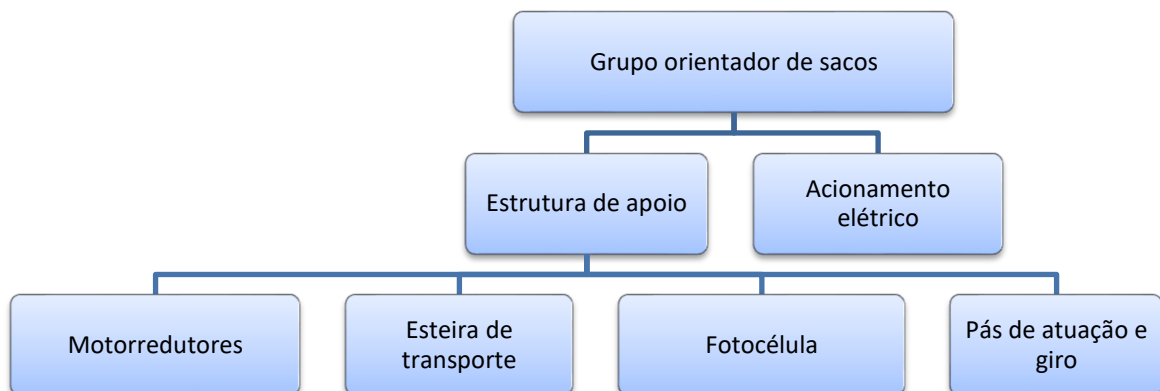 Grupo orientador de sacos
Estrutura de apoio
Acionamento
elétrico
Motorredutores
Esteira de
transporte
Fotocélula
Pás de atuação e
giro